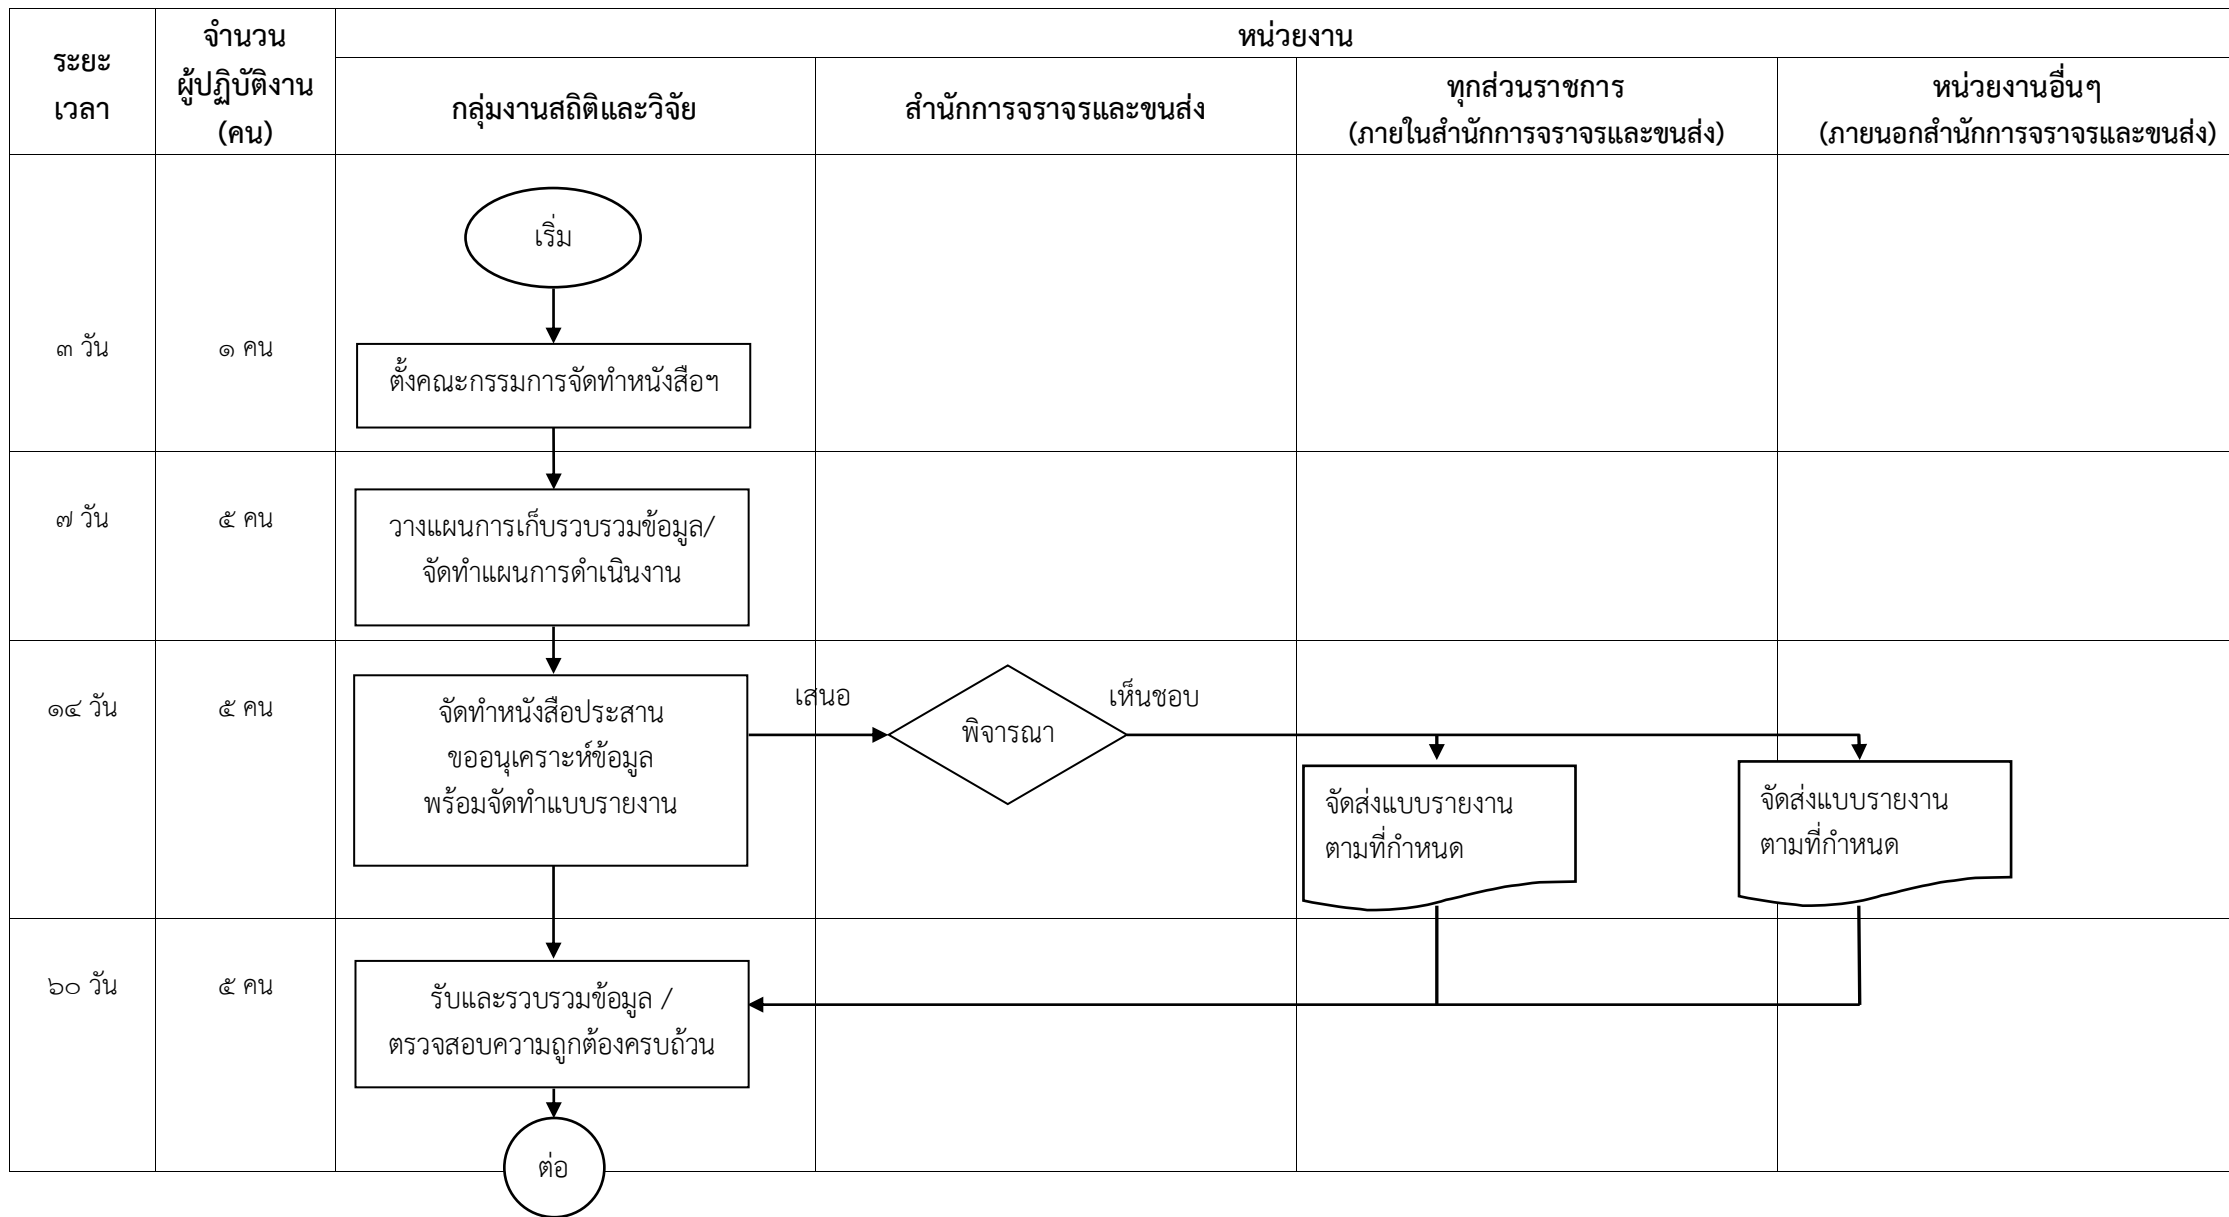 ระยะ
เวลา
จำนวน
ผู้ปฏิบัติงาน
(คน)
หน่วยงาน
กลุ่มงานสถิติและวิจัย
สำนักการจราจรและขนส่ง
ทุกส่วนราชการ
(ภายในสำนักการจราจรและขนส่ง)
หน่วยงานอื่นๆ
(ภายนอกสำนักการจราจรและขนส่ง)
เริ่ม
๓ วัน
๑ คน
ตั้งคณะกรรมการจัดทำหนังสือฯ
๗ วัน
๕ คน
วางแผนการเก็บรวบรวมข้อมูล/
จัดทำแผนการดำเนินงาน
๑๔ วัน
๕ คน
จัดทำหนังสือประสาน
ขออนุเคราะห์ข้อมูล
พร้อมจัดทำแบบรายงาน
เสนอ
พิจารณา
เห็นชอบ
จัดส่งแบบรายงาน
ตามที่กำหนด
จัดส่งแบบรายงาน
ตามที่กำหนด
๖๐ วัน
๕ คน
รับและรวบรวมข้อมูล /
ตรวจสอบความถูกต้องครบถ้วน
ต่อ